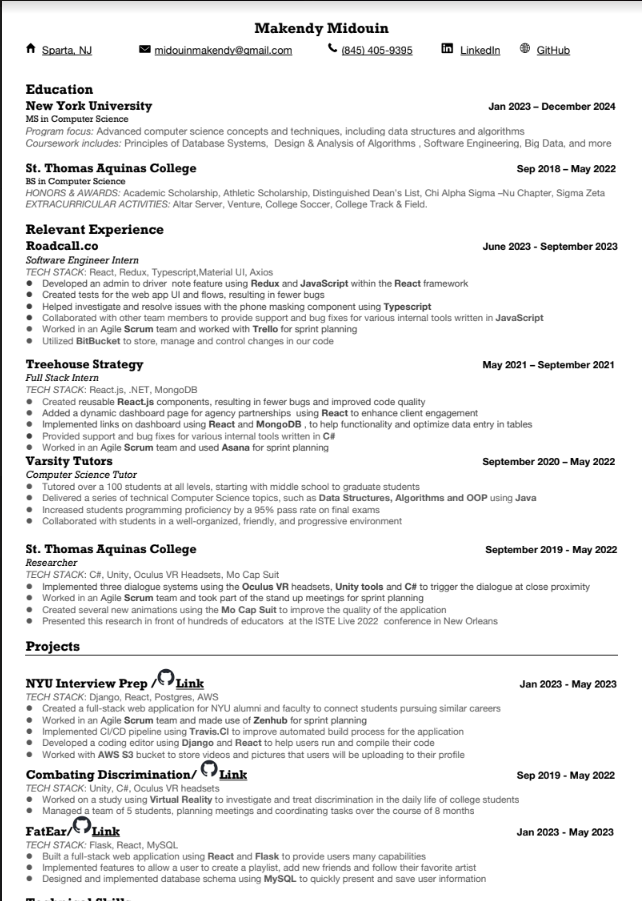 Makendy Midouin
Sparta, NJ midouinmakendy@gmail.com (845) 405-9395 LinkedIn GitHub
Education
New York University Jan 2023 – December 2024
MS in Computer Science
Program focus: Advanced computer science concepts and techniques, including data structures and algorithms
Coursework includes: Principles of Database Systems, Design & Analysis of Algorithms , Software Engineering, Big Data, and more
St. Thomas Aquinas College Sep 2018 – May 2022
BS in Computer Science
HONORS & AWARDS: Academic Scholarship, Athletic Scholarship, Distinguished Dean's List, Chi Alpha Sigma –Nu Chapter, Sigma Zeta
EXTRACURRICULAR ACTIVITIES: Altar Server, Venture, College Soccer, College Track & Field.
Relevant Experience
Roadcall.co June 2023 - September 2023
Software Engineer Intern
TECH STACK: React, Redux, Typescript,Material UI, Axios
● Developed an admin to driver note feature using Redux and JavaScript within the React framework
● Created tests for the web app UI and flows, resulting in fewer bugs
● Helped investigate and resolve issues with the phone masking component using Typescript
● Collaborated with other team members to provide support and bug fixes for various internal tools written in JavaScript
● Worked in an Agile Scrum team and worked with Trello for sprint planning
● Utilized BitBucket to store, manage and control changes in our code
Treehouse Strategy May 2021 – September 2021
Full Stack Intern
TECH STACK: React.js, .NET, MongoDB
● Created reusable React.js components, resulting in fewer bugs and improved code quality
● Added a dynamic dashboard page for agency partnerships using React to enhance client engagement
● Implemented links on dashboard using React and MongoDB , to help functionality and optimize data entry in tables
● Provided support and bug fixes for various internal tools written in C#
● Worked in an Agile Scrum team and used Asana for sprint planning
Varsity Tutors September 2020 – May 2022
Computer Science Tutor
● Tutored over a 100 students at all levels, starting with middle school to graduate students
● Delivered a series of technical Computer Science topics, such as Data Structures, Algorithms and OOP using Java
● Increased students programming proficiency by a 95% pass rate on final exams
● Collaborated with students in a well-organized, friendly, and progressive environment
St. Thomas Aquinas College September 2019 - May 2022
Researcher
TECH STACK: C#, Unity, Oculus VR Headsets, Mo Cap Suit
● Implemented three dialogue systems using the Oculus VR headsets, Unity tools and C# to trigger the dialogue at close proximity
● Worked in an Agile Scrum team and took part of the stand up meetings for sprint planning
● Created several new animations using the Mo Cap Suit to improve the quality of the application
● Presented this research in front of hundreds of educators at the ISTE Live 2022 conference in New Orleans
Projects
NYU Interview Prep / Link Jan 2023 - May 2023
TECH STACK: Django, React, Postgres, AWS
● Created a full-stack web application for NYU alumni and faculty to connect students pursuing similar careers
● Worked in an Agile Scrum team and made use of Zenhub for sprint planning
● Implemented CI/CD pipeline using Travis.CI to improve automated build process for the application
● Developed a coding editor using Django and React to help users run and compile their code
● Worked with AWS S3 bucket to store videos and pictures that users will be uploading to their profile
Combating Discrimination/ Link Sep 2019 - May 2022
TECH STACK: Unity, C#, Oculus VR headsets
● Worked on a study using Virtual Reality to investigate and treat discrimination in the daily life of college students
● Managed a team of 5 students, planning meetings and coordinating tasks over the course of 8 months
FatEar/ Link Jan 2023 - May 2023
TECH STACK: Flask, React, MySQL
● Built a full-stack web application using React and Flask to provide users many capabilities
● Implemented features to allow a user to create a playlist, add new friends and follow their favorite artist
● Designed and implemented database schema using MySQL to quickly present and save user information
Technical Skills